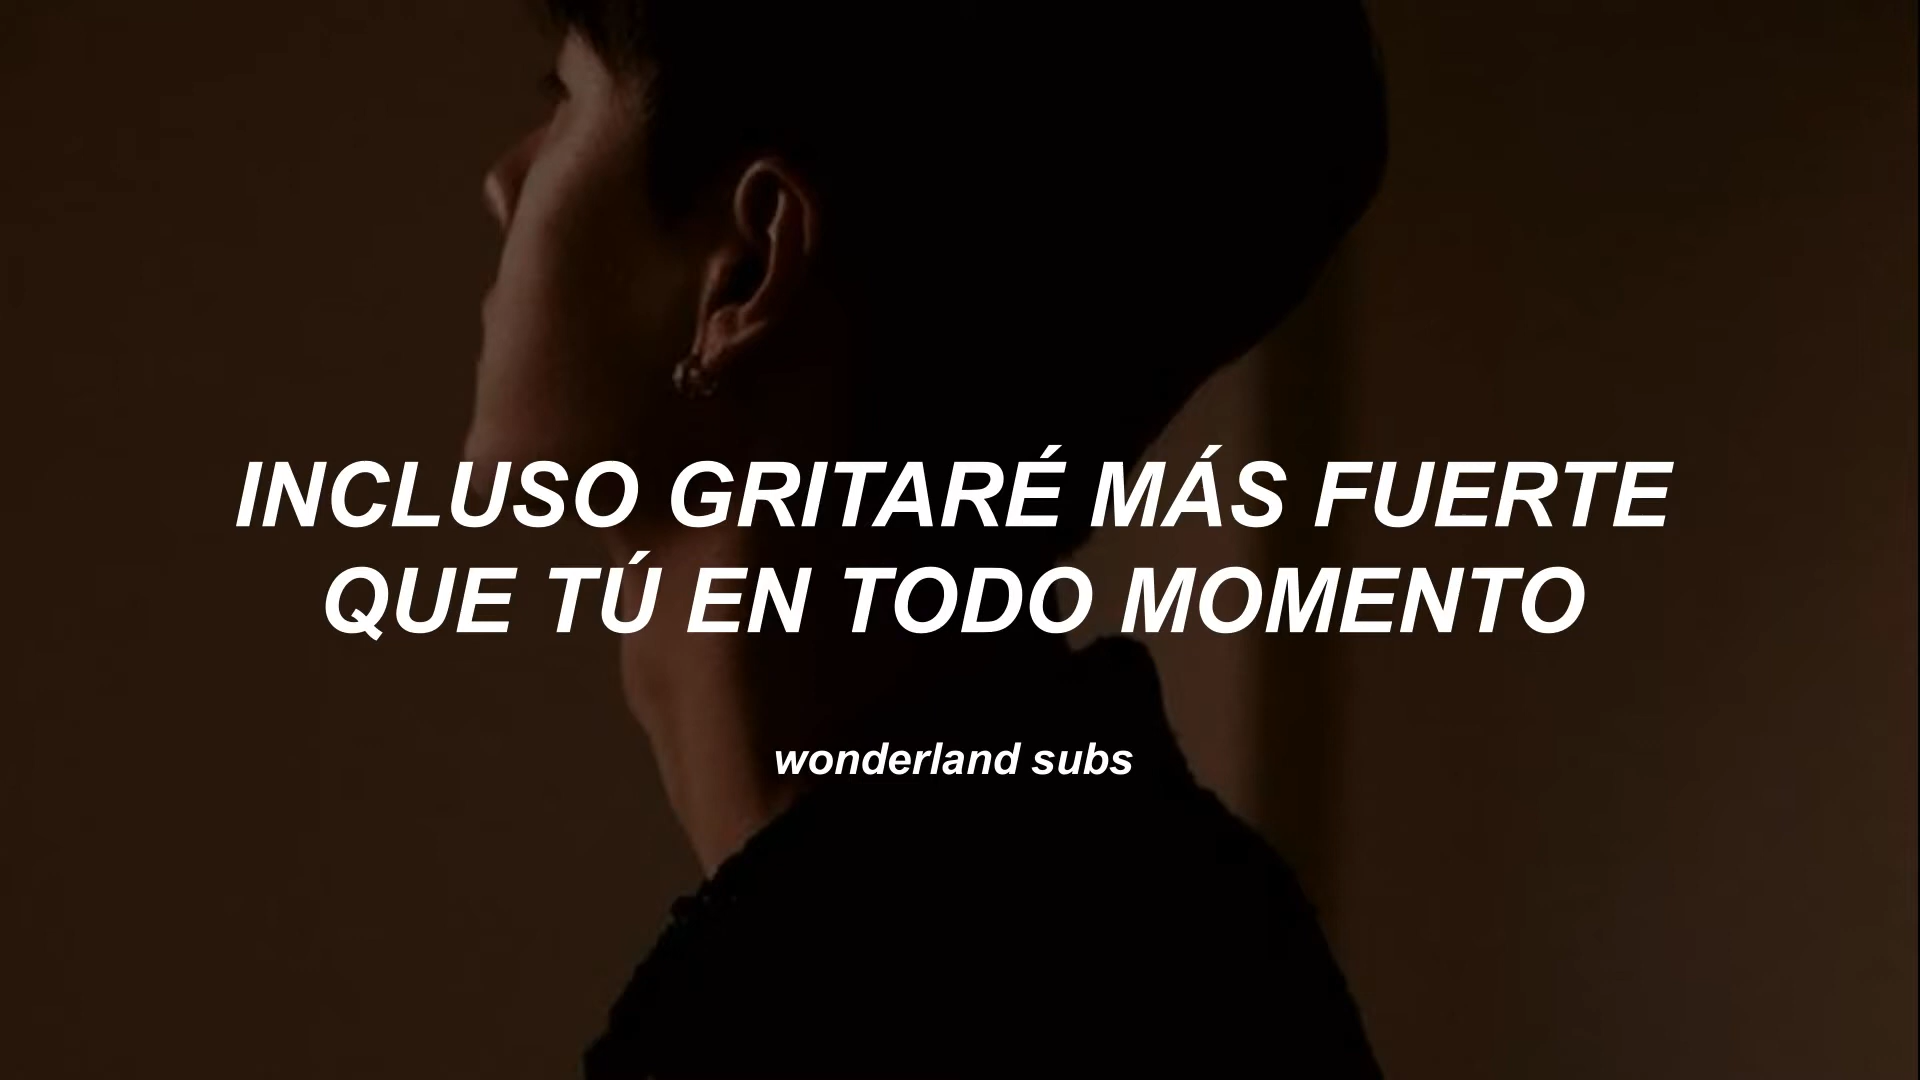 INCLUSO GRITARÉ MÁS FUERTE
QUE TÚ EN TODO MOMENTO
wonderland subs